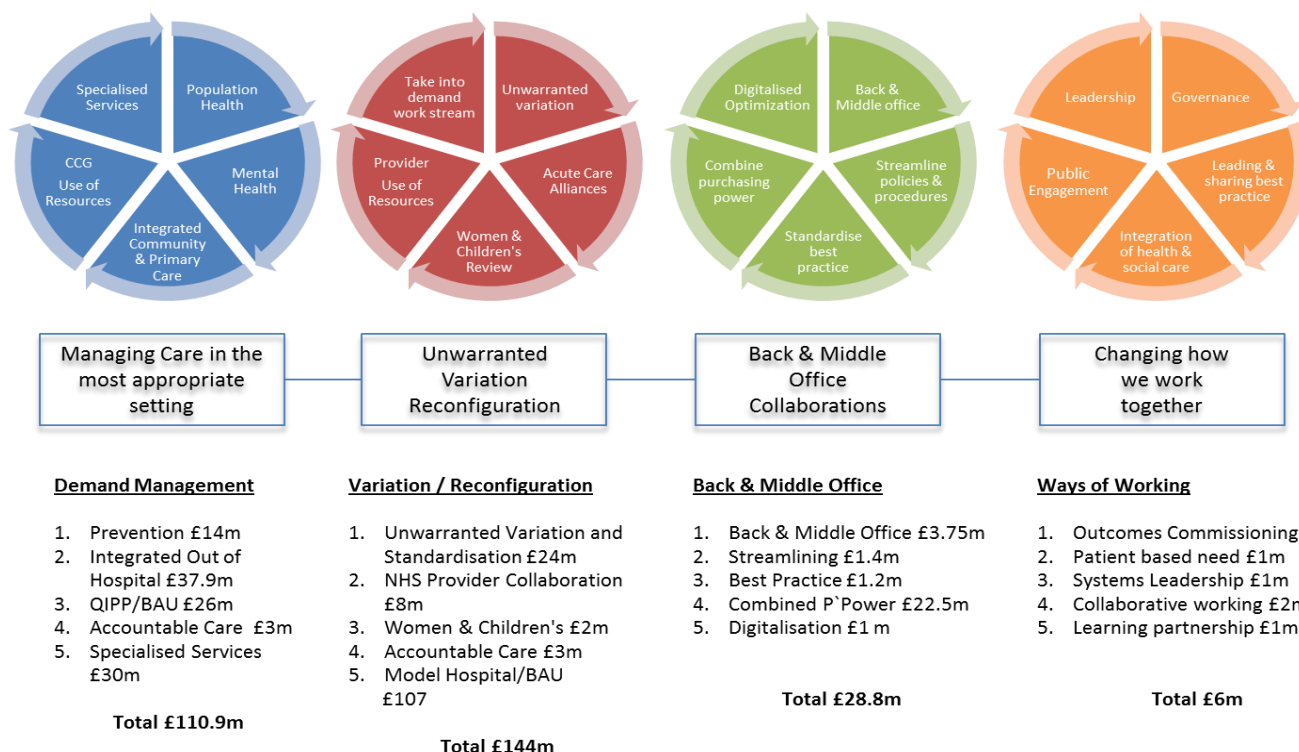 Specialised
Services
Population
Health
Mental
Health
Integrated
Community
& Primary
Care
CCG
Use of
Resources
Take into
demand
work stream
Unwarranted
variation
Acute Care
Alliances
Women &
Children's
Review
Provider
Use of
Resources
Digitalised
Optimization
Back &
Middle office
Streamline
policies &
procedures
Standardise
best
practice
Combine
purchasing
power
Leadership
Governance
Leading &
sharing best
practice
Integration
of health &
social care
Public
Engagement
Managing Care in the
most appropriate
setting
Unwarranted
Variation
Reconfiguration
Back & Middle
Office
Collaborations
Changing how
we work
together
Demand Management
1. Prevention £14m
2. Integrated Out of
Hospital £37.9m
3. QIPP/BAU £26m
4. Accountable Care £3m
5. Specialised Services
£30m
Total £110.9m
Variation / Reconfiguration
1. Unwarranted Variation and
Standardisation £24m
2. NHS Provider Collaboration
£8m
3. Women & Children's £2m
4. Accountable Care £3m
5. Model Hospital/BAU
£107
Total £144m
Back & Middle Office
1. Back & Middle Office £3.75m
2. Streamlining £1.4m
3. Best Practice £1.2m
4. Combined P`Power £22.5m
5. Digitalisation £1 m
Total £28.8m
Ways of Working
1. Outcomes Commissioning
2. Patient based need £1m
3. Systems Leadership £1m
4. Collaborative working £2m
5. Learning partnership £1m
Total £6m